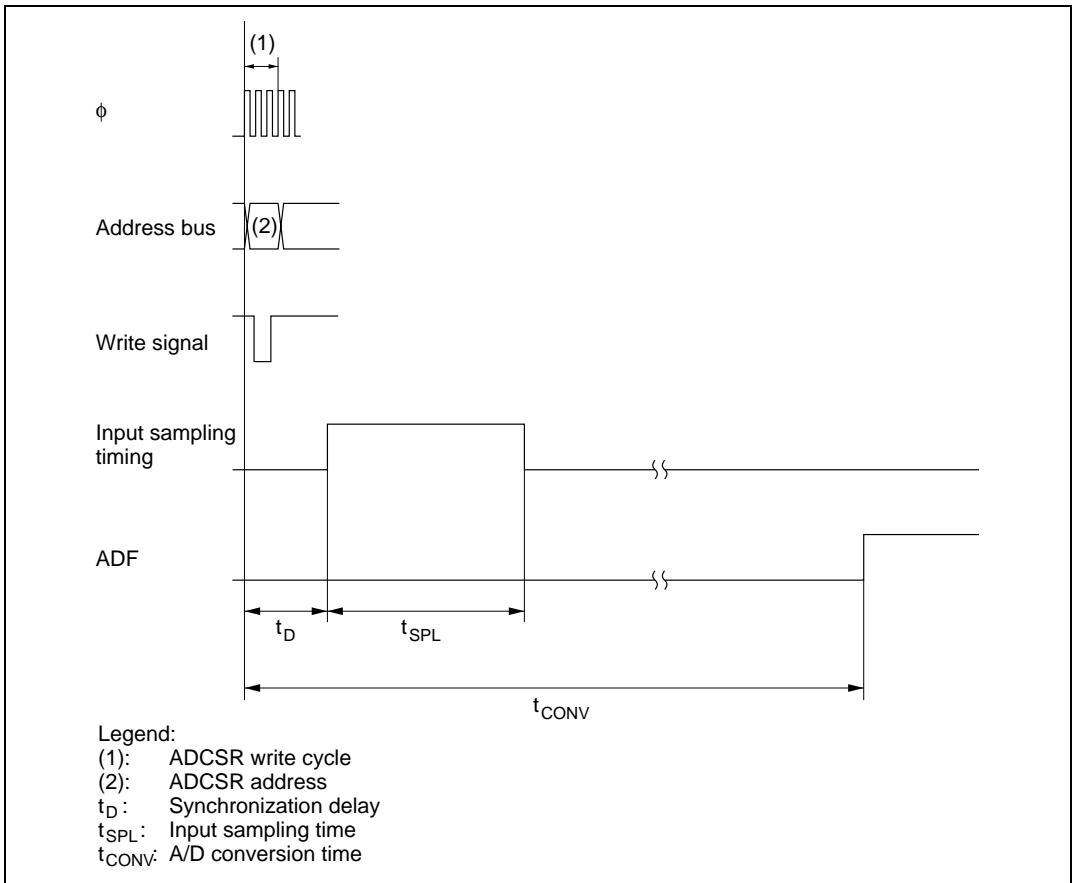 (1)
φ
Address bus
(2)
Write signal
Input sampling
timing
ADF
tD
tSPL
tCONV
Legend:
(1): ADCSR write cycle
(2): ADCSR address
tD : Synchronization delay
tSPL: Input sampling time
tCONV: A/D conversion time